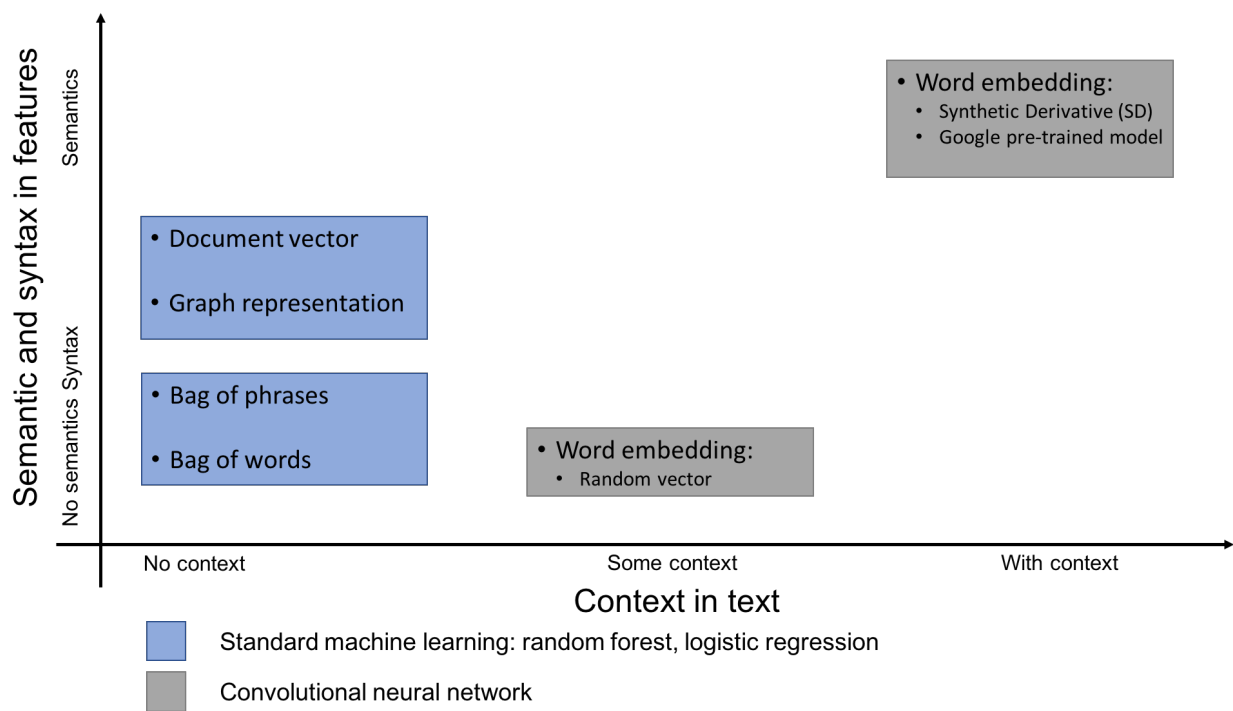 Semantic and syntax in features
Semantics
Syntax
No semantics
• Word embedding:
• Synthetic Derivative (SD)
• Google pre-trained model
• Document vector
• Graph representation
• Bag of phrases
• Bag of words
• Word embedding:
• Random vector
No context
Some context
With context
Context in text
Standard machine learning: random forest, logistic regression
Convolutional neural network